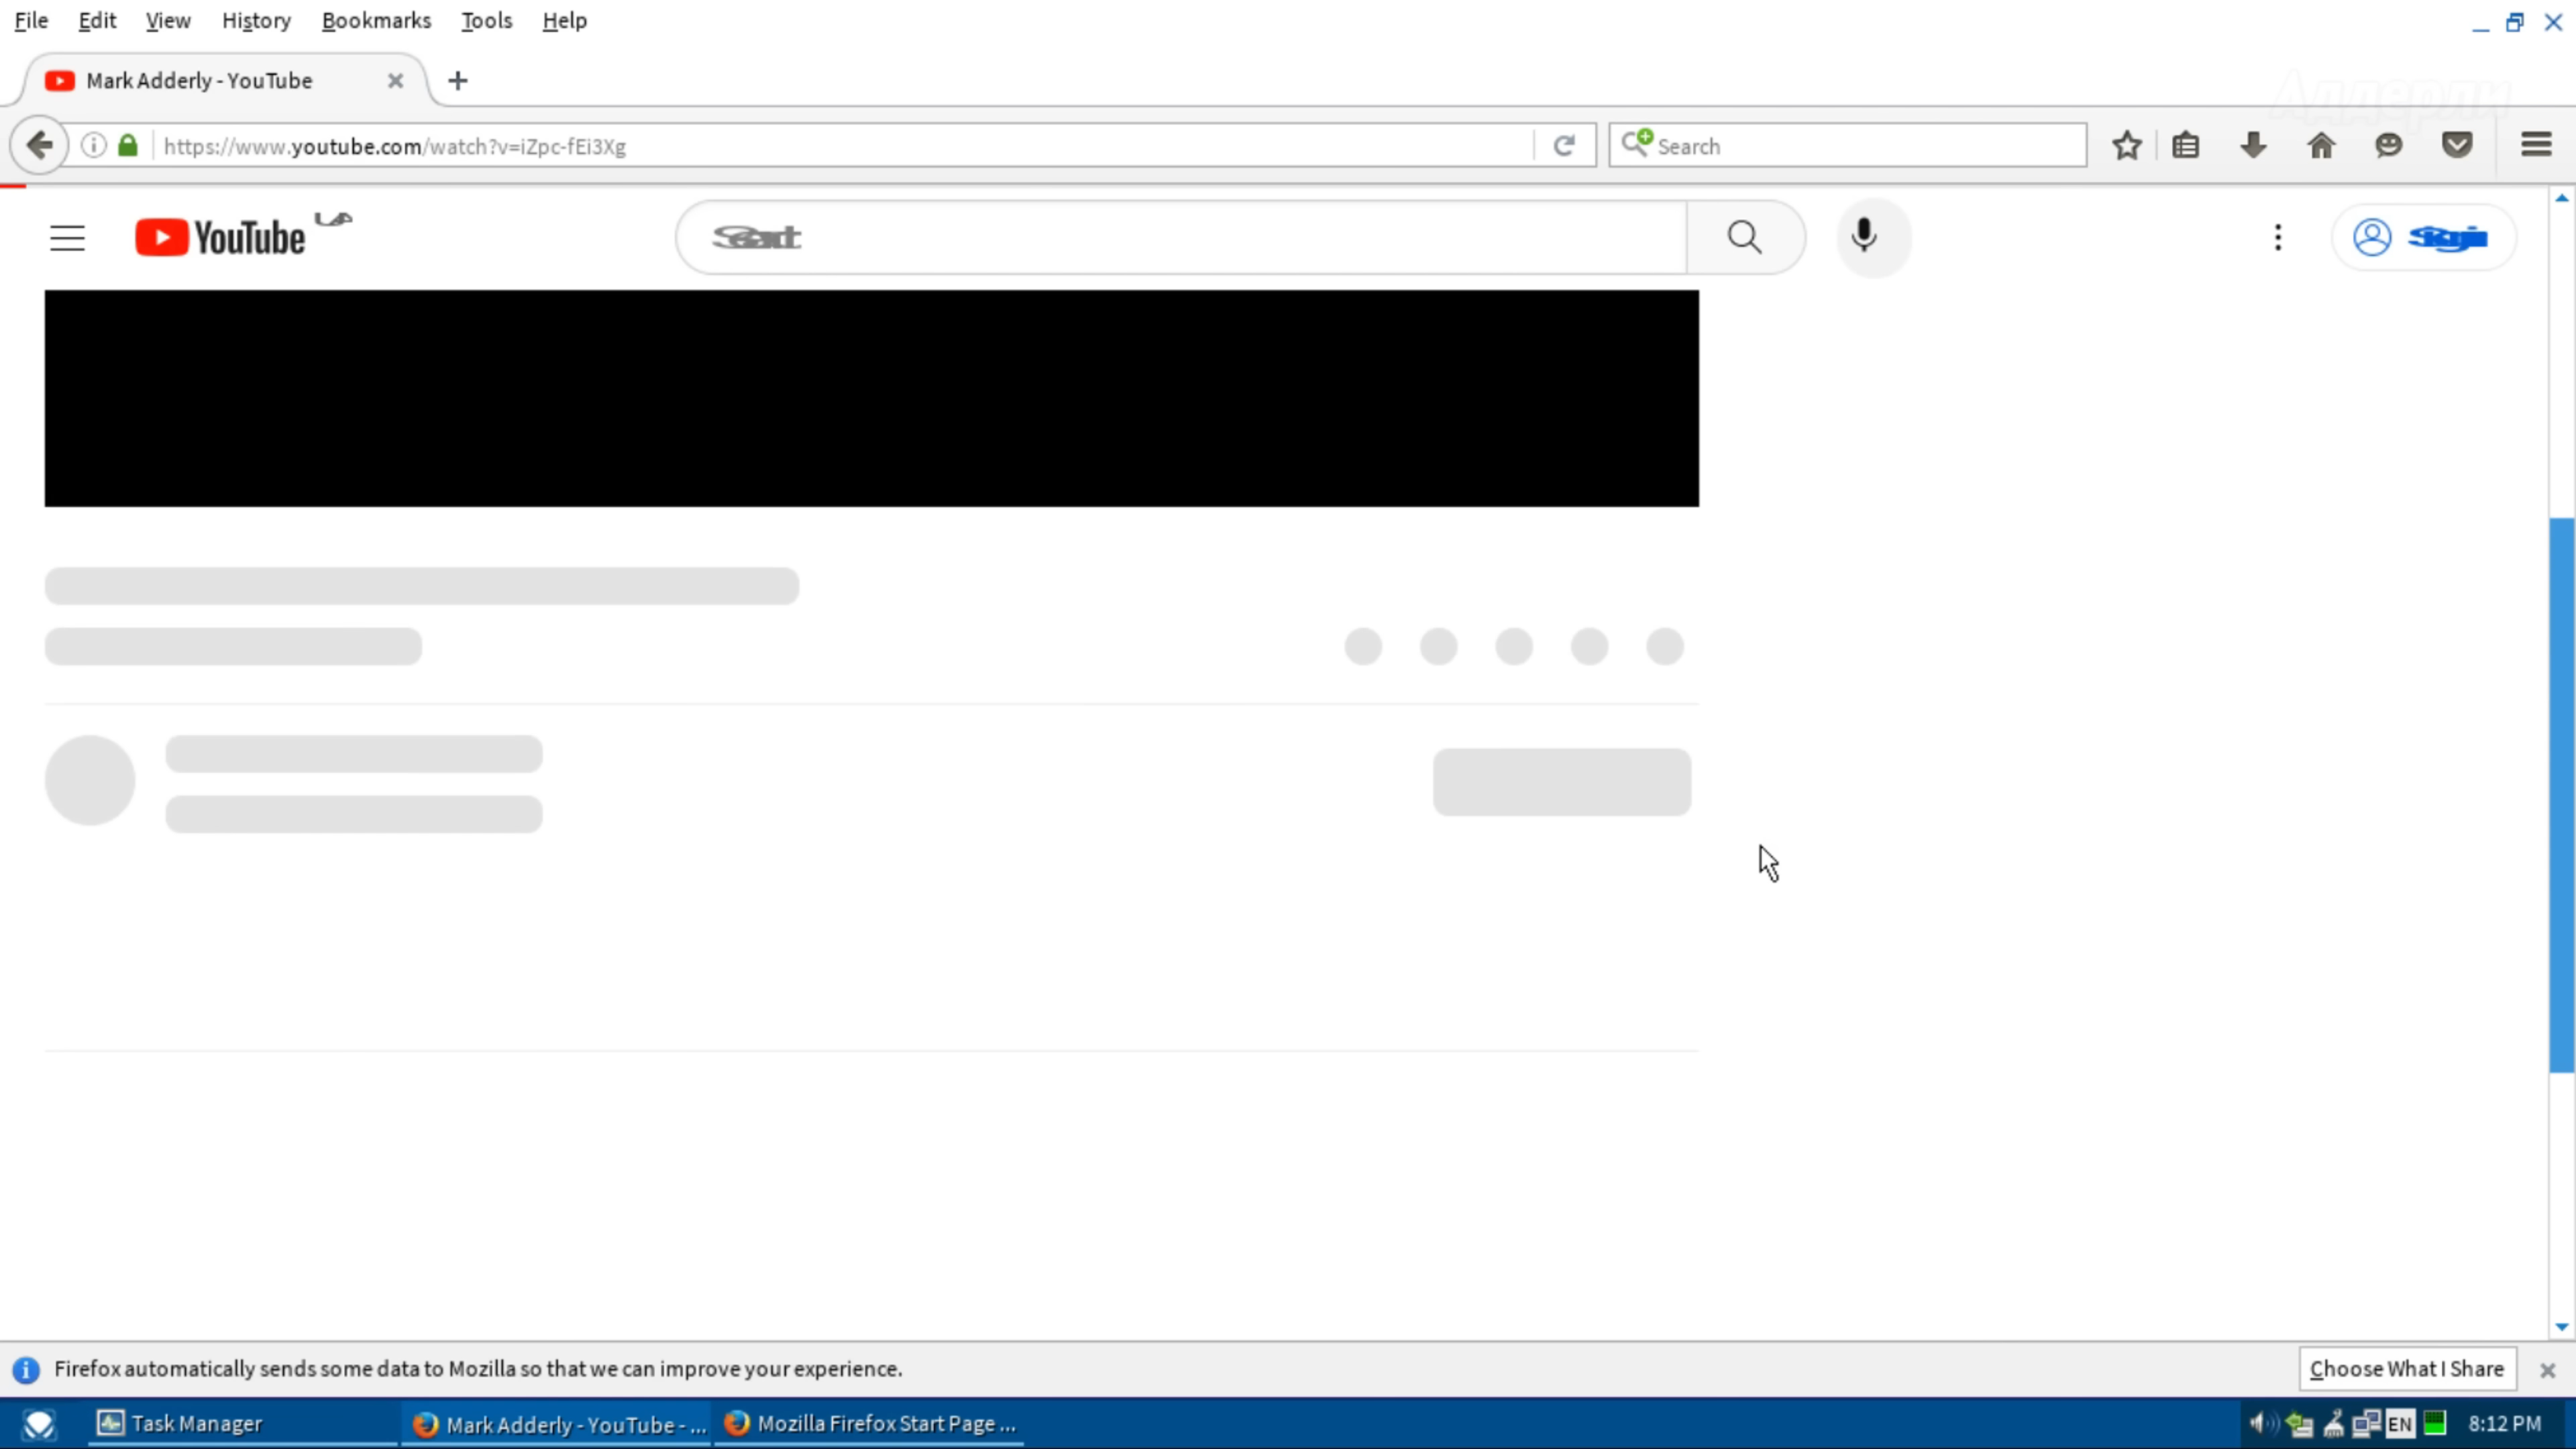 File Edit View History Bookmarks Tools Help
Mark Adderly - YouTube
Аддерли
https://www.youtube.com/watch?v=iZpc-fEi3Xg
Search
YouTube
Firefox automatically sends some data to Mozilla so that we can improve your experience.
Choose What I Share
Task Manager
Mark Adderly - YouTube - ...
Mozilla Firefox Start Page ...
EN
8:12 PM